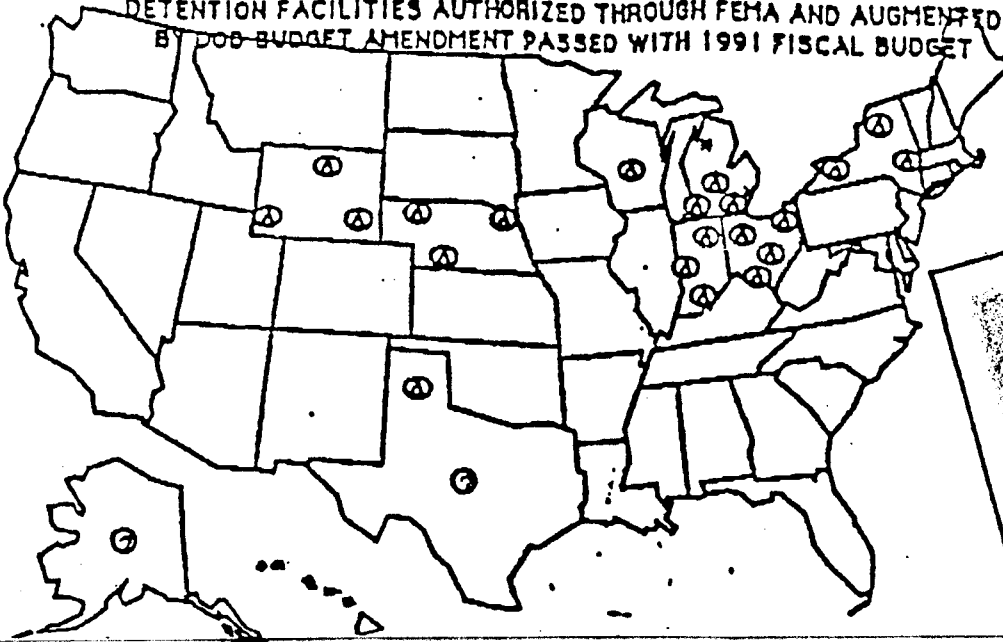 DETENTION FACILITIES AUTHORIZED THROUGH FEMA AND AUGMENTED
BY DOD BUDGET AMENDMENT PASSED WITH 1991 FISCAL BUDGET
A
A A A A
A
A A A A A A A
A A
A A A
A
A
A
?
?